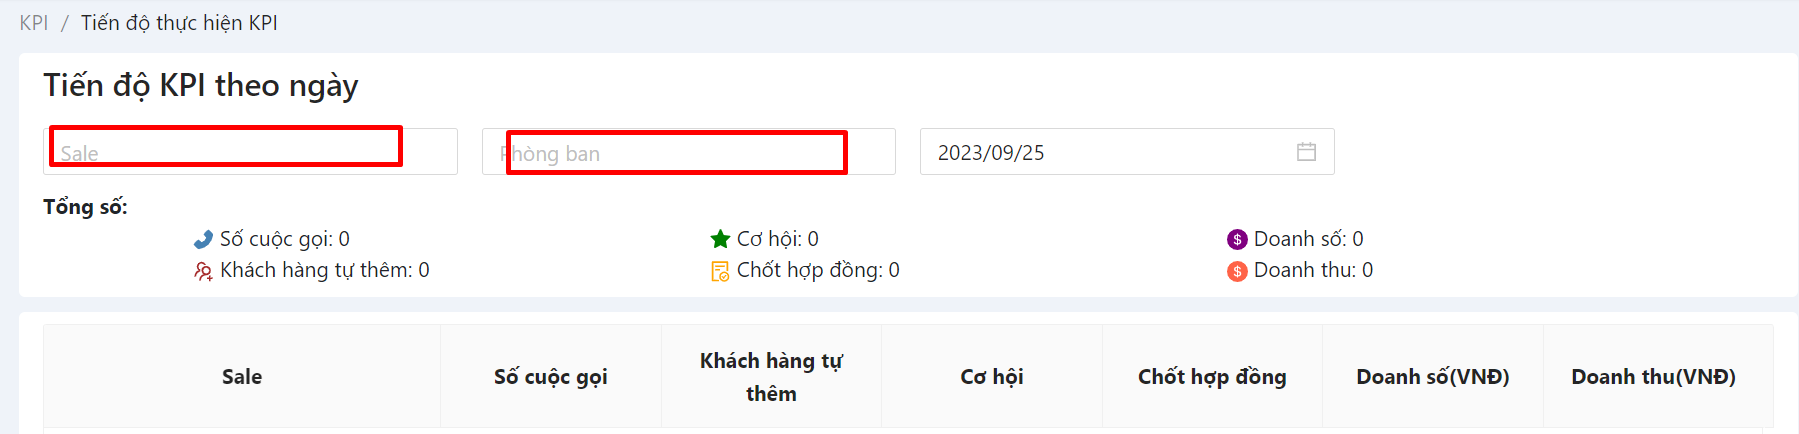 KPI / Tiến độ thực hiện KPI
Tiến độ KPI theo ngày
Sale
Phòng ban
2023/09/25
Tổng số:
Số cuộc gọi: 0
Cơ hội: 0
Doanh số: 0
Khách hàng tự thêm: 0
Chốt hợp đồng: 0
Doanh thu: 0
Sale
Số cuộc gọi
Khách hàng tự
thêm
Cơ hội
Chốt hợp đồng
Doanh số(VNĐ)
Doanh thu(VNĐ)